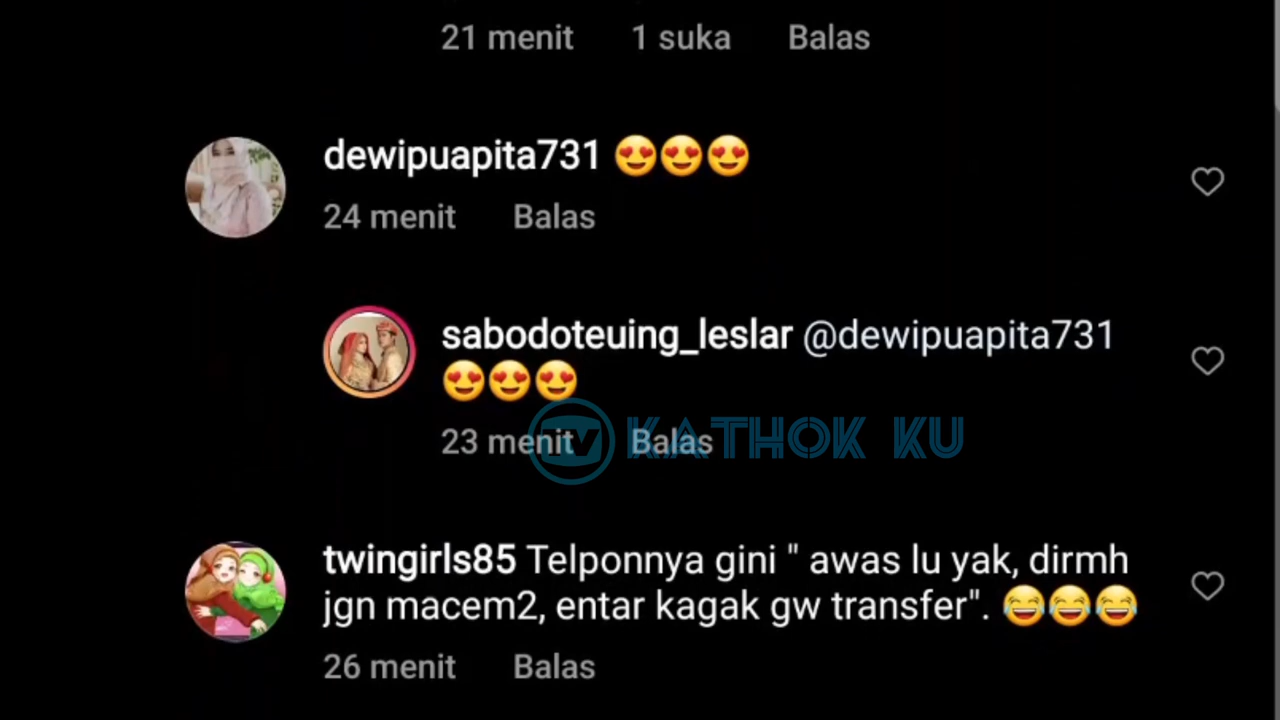 21 menit 1 suka Balas
dewipuapita731 😍😍😍
24 menit Balas
sabodoteuing_leslar @dewipuapita731
😍😍😍
23 menit Balas
TV KATHOK KU
twingirls85 Telponnya gini " awas lu yak, dirmh
jgn macem2, entar kagak gw transfer". 😂😂😂
26 menit Balas